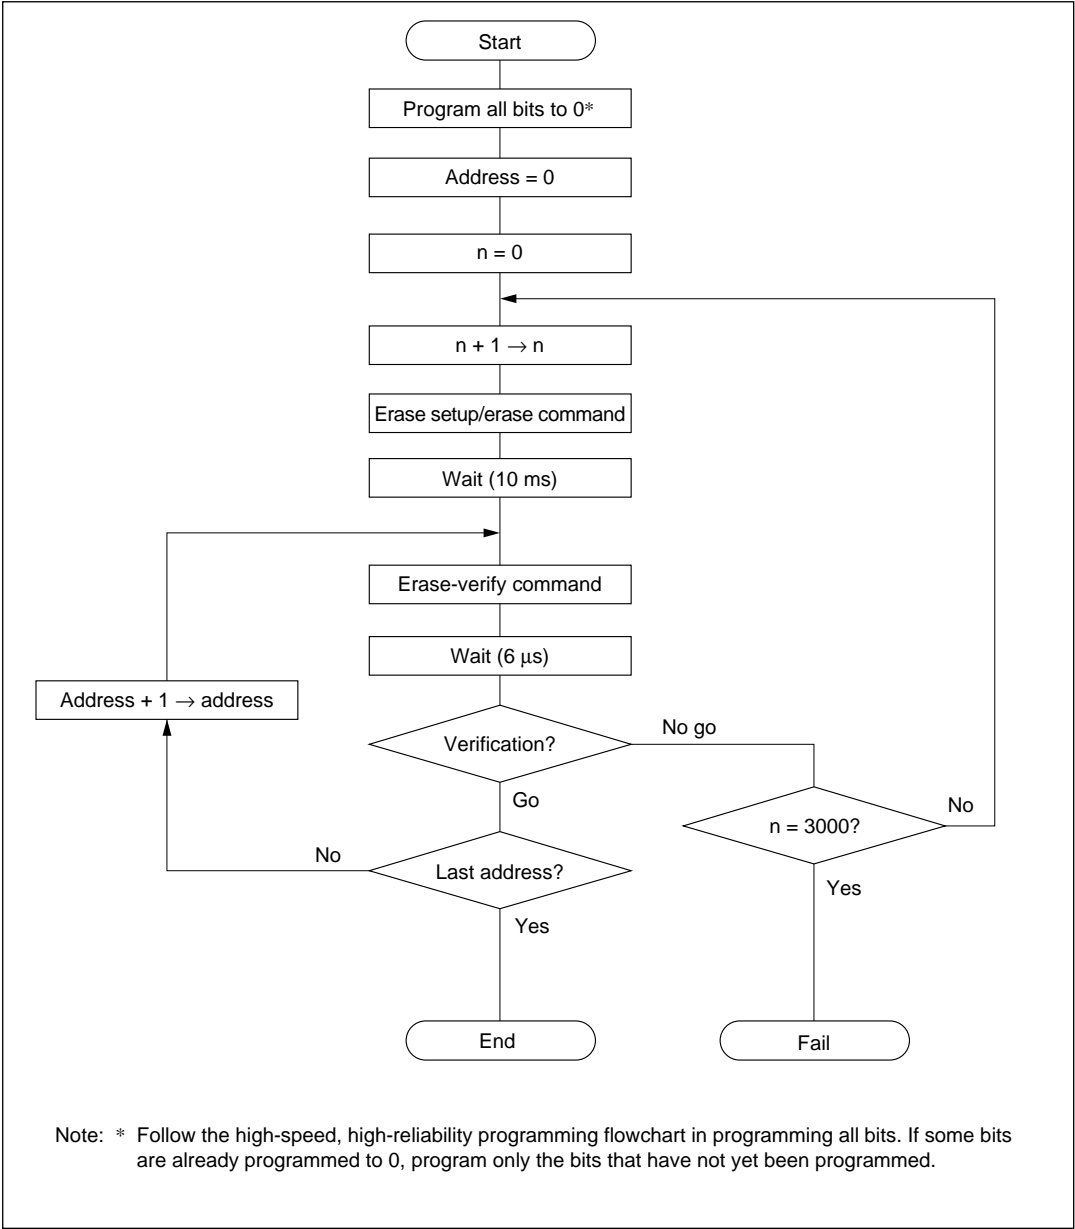 Start
Program all bits to 0*
Address = 0
n = 0
n + 1 → n
Erase setup/erase command
Wait (10 ms)
Erase-verify command
Wait (6 μs)
Address + 1 → address
Verification?
No go
Go
n = 3000?
No
No
Last address?
Yes
Yes
End
Fail
Note: * Follow the high-speed, high-reliability programming flowchart in programming all bits. If some bits
are already programmed to 0, program only the bits that have not yet been programmed.